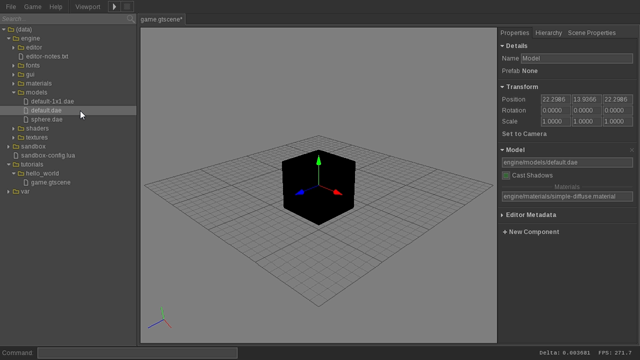 File Game Help Viewport
Search...
{data}
engine
editor
editor-notes.txt
fonts
gui
materials
models
default-1x1.dae
default.dae
sphere.dae
shaders
textures
sandbox
sandbox-config.lua
tutorials
hello_world
game.gtscene
var
game.gtscene*
Properties Hierarchy Scene Properties
Details
Name Model
Prefab None
Transform
Position 22.2986 13.9366 22.2986
Rotation 0.0000 0.0000 0.0000
Scale 1.0000 1.0000 1.0000
Set to Camera
Model
engine/models/default.dae
Cast Shadows
Materials
engine/materials/simple-diffuse.material
Editor Metadata
+ New Component
Command: Delta: 0.003681 FPS: 271.7